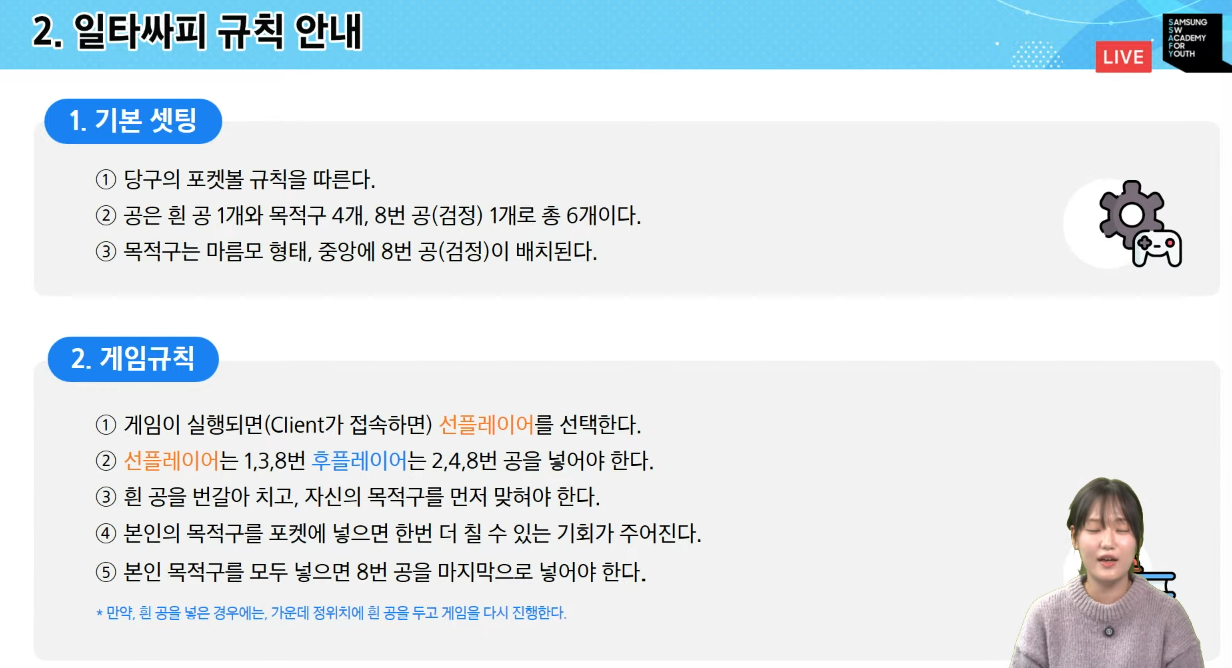 2. 일타싸피 규칙 안내
LIVE
SAMSUNG
SW
ACADEMY
FOR
YOUTH
1. 기본 셋팅
① 당구의 포켓볼 규칙을 따른다.
② 공은 흰 공 1개와 목적구 4개, 8번 공(검정) 1개로 총 6개이다.
③ 목적구는 마름모 형태, 중앙에 8번 공(검정)이 배치된다.
2. 게임규칙
① 게임이 실행되면(Client가 접속하면) 선플레이어를 선택한다.
② 선플레이어는 1,3,8번 후플레이어는 2,4,8번 공을 넣어야 한다.
③ 흰 공을 번갈아 치고, 자신의 목적구를 먼저 맞혀야 한다.
④ 본인의 목적구를 포켓에 넣으면 한번 더 칠 수 있는 기회가 주어진다.
⑤ 본인 목적구를 모두 넣으면 8번 공을 마지막으로 넣어야 한다.
* 만약, 흰 공을 넣은 경우에는, 가운데 정위치에 흰 공을 두고 게임을 다시 진행한다.